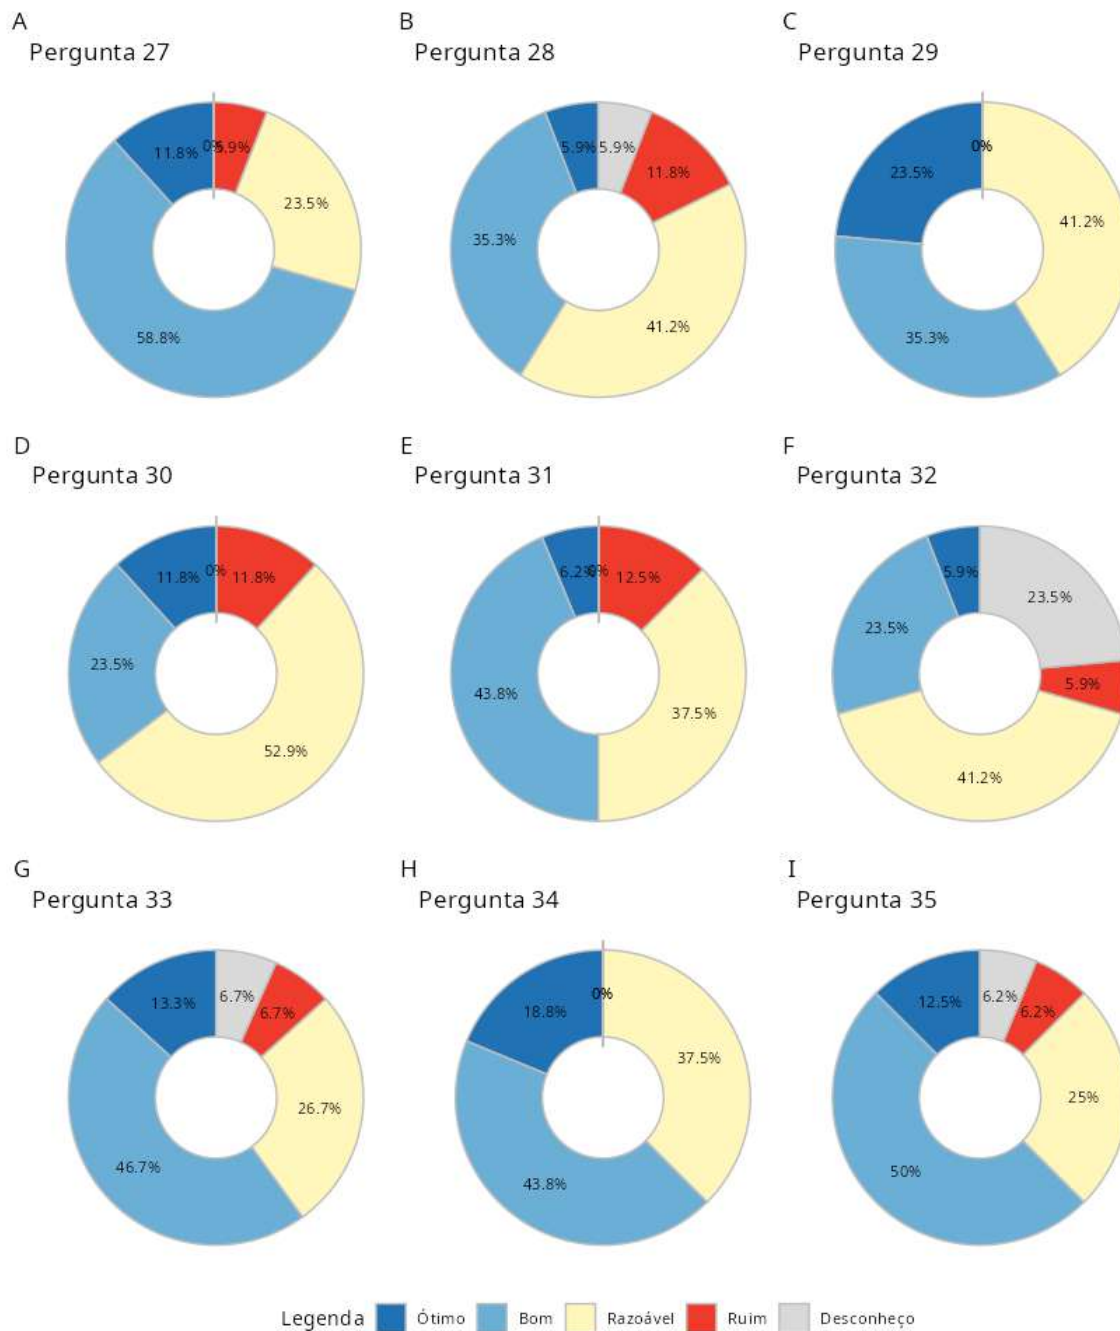 A
Pergunta 27
11.8%
0%
5.9%
23.5%
58.8%
B
Pergunta 28
5.9%
5.9%
11.8%
35.3%
41.2%
C
Pergunta 29
0%
23.5%
41.2%
35.3%
D
Pergunta 30
11.8%
0%
11.8%
23.5%
52.9%
E
Pergunta 31
6.2%
0%
12.5%
43.8%
37.5%
F
Pergunta 32
5.9%
23.5%
23.5%
5.9%
41.2%
G
Pergunta 33
13.3%
6.7%
6.7%
26.7%
46.7%
H
Pergunta 34
0%
18.8%
37.5%
43.8%
I
Pergunta 35
12.5%
6.2%
6.2%
25%
50%
Legenda Ótimo Bom Razoável Ruim Desconheço